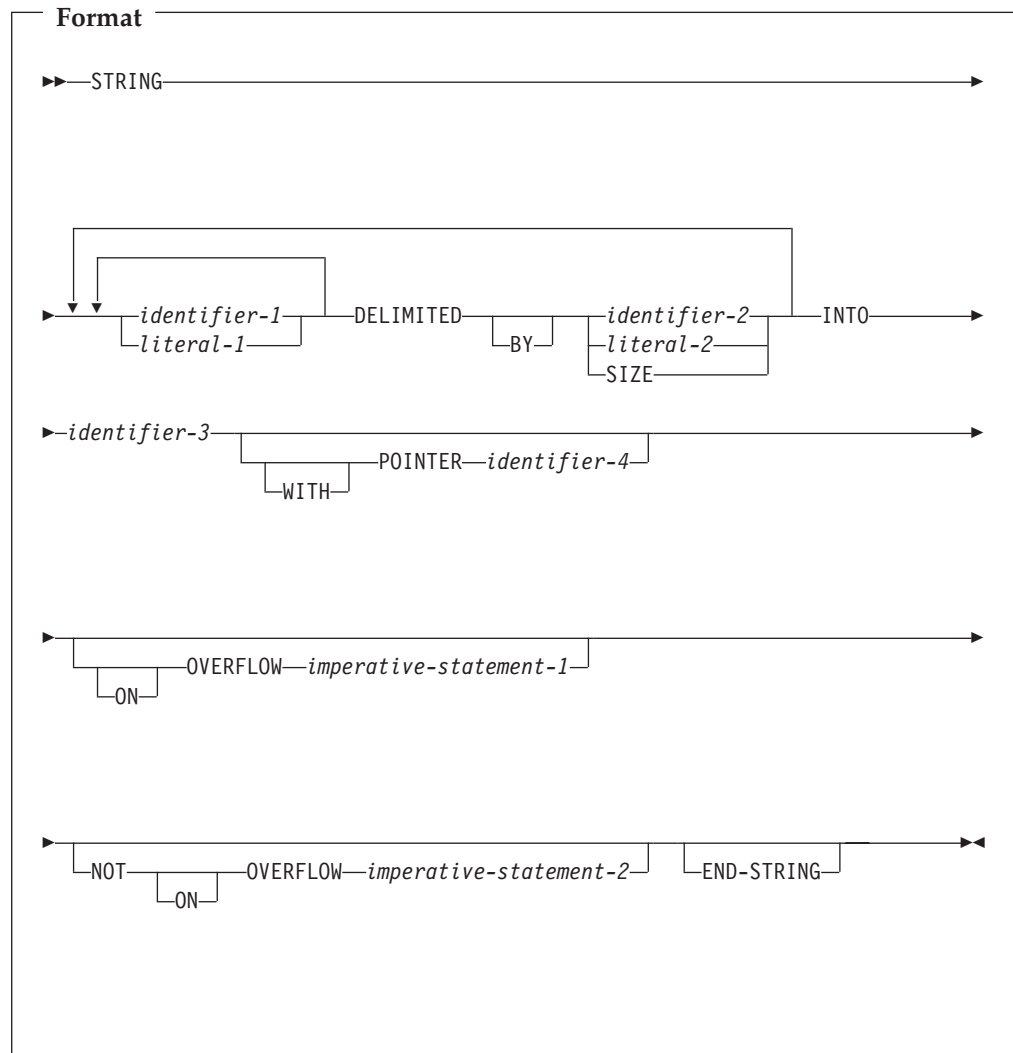 Format
STRING
identifier-1 DELIMITED identifier-2 INTO
literal-1 BY literal-2
SIZE
identifier-3
POINTER identifier-4
WITH
OVERFLOW imperative-statement-1
ON
NOT OVERFLOW imperative-statement-2 END-STRING
ON